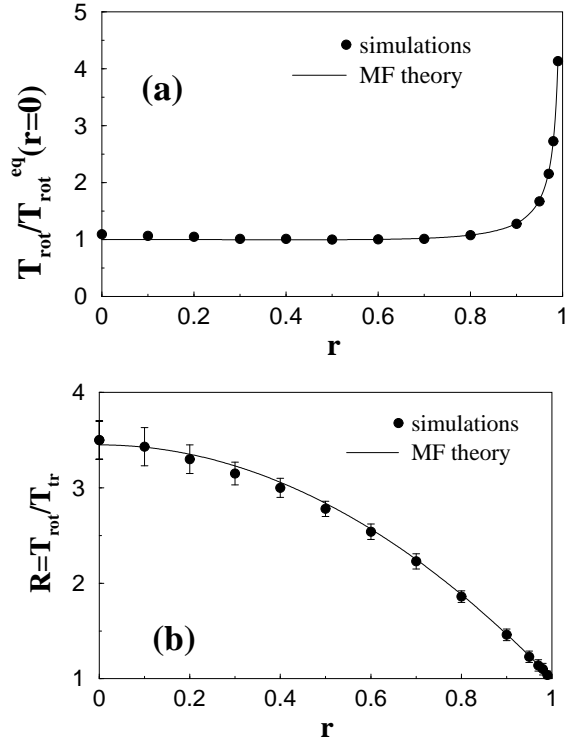 5
4
3
2
1
0
T_rot/T_rot^eq(r=0)
(a)
simulations
MF theory
0 0.2 0.4 0.6 0.8 1
r
4
3
2
1
R=T_rot/T_tr
simulations
MF theory
(b)
0 0.2 0.4 0.6 0.8 1
r